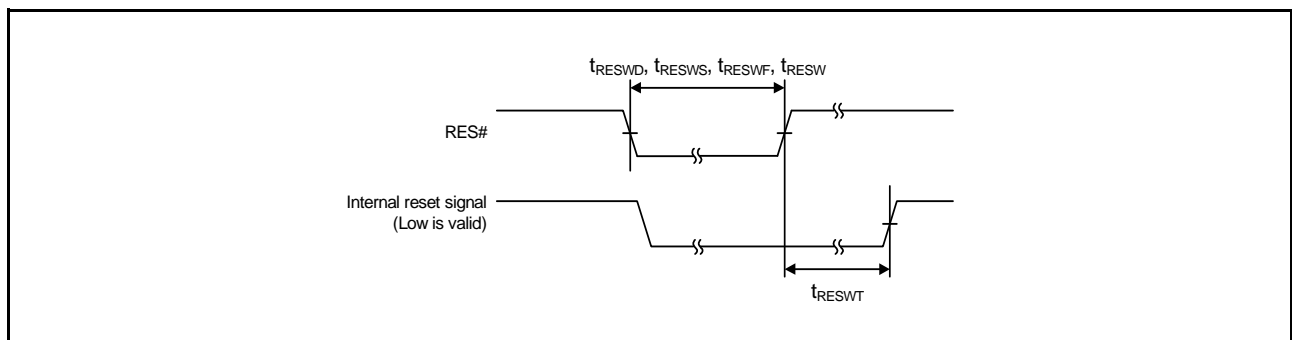 tRESWD, tRESWS, tRESWF, tRESW
RES#
Internal reset signal
(Low is valid)
tRESWT